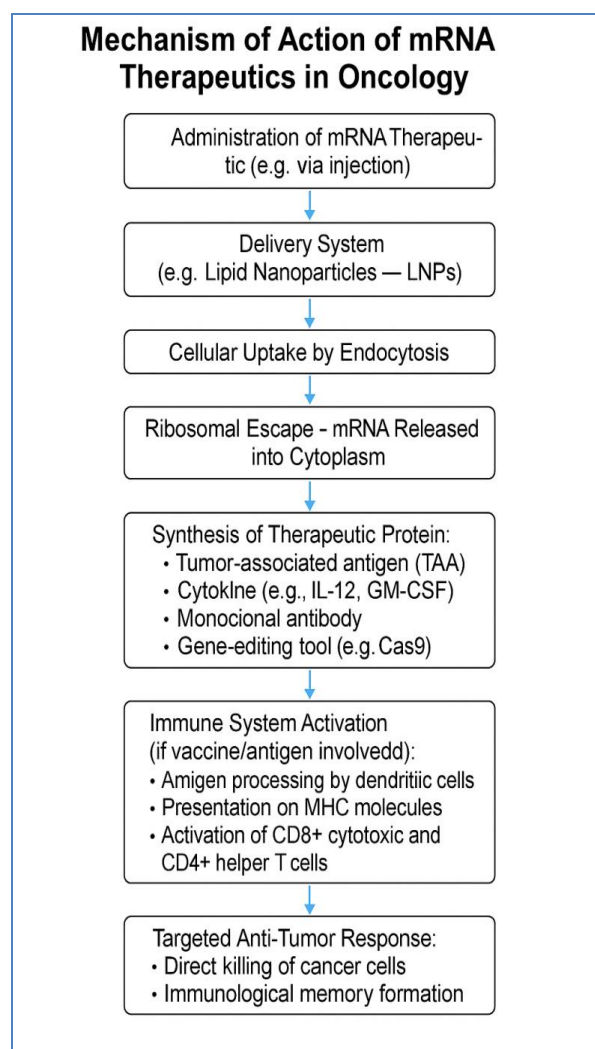 Mechanism of Action of mRNA
Therapeutics in Oncology
Administration of mRNA Therapeu-
tic (e.g. via injection)
Delivery System
(e.g. Lipid Nanoparticles — LNPs)
Cellular Uptake by Endocytosis
Ribosomal Escape – mRNA Released
into Cytoplasm
Synthesis of Therapeutic Protein:
• Tumor-associated antigen (TAA)
• Cytoklne (e.g., IL-12, GM-CSF)
• Monocional antibody
• Gene-editing tool (e.g. Cas9)
Immune System Activation
(if vaccine/antigen involvedd):
• Amigen processing by dendritiic cells
• Presentation on MHC molecules
• Activation of CD8+ cytotoxic and
CD4+ helper T cells
Targeted Anti-Tumor Response:
• Direct killing of cancer cells
• Immunological memory formation